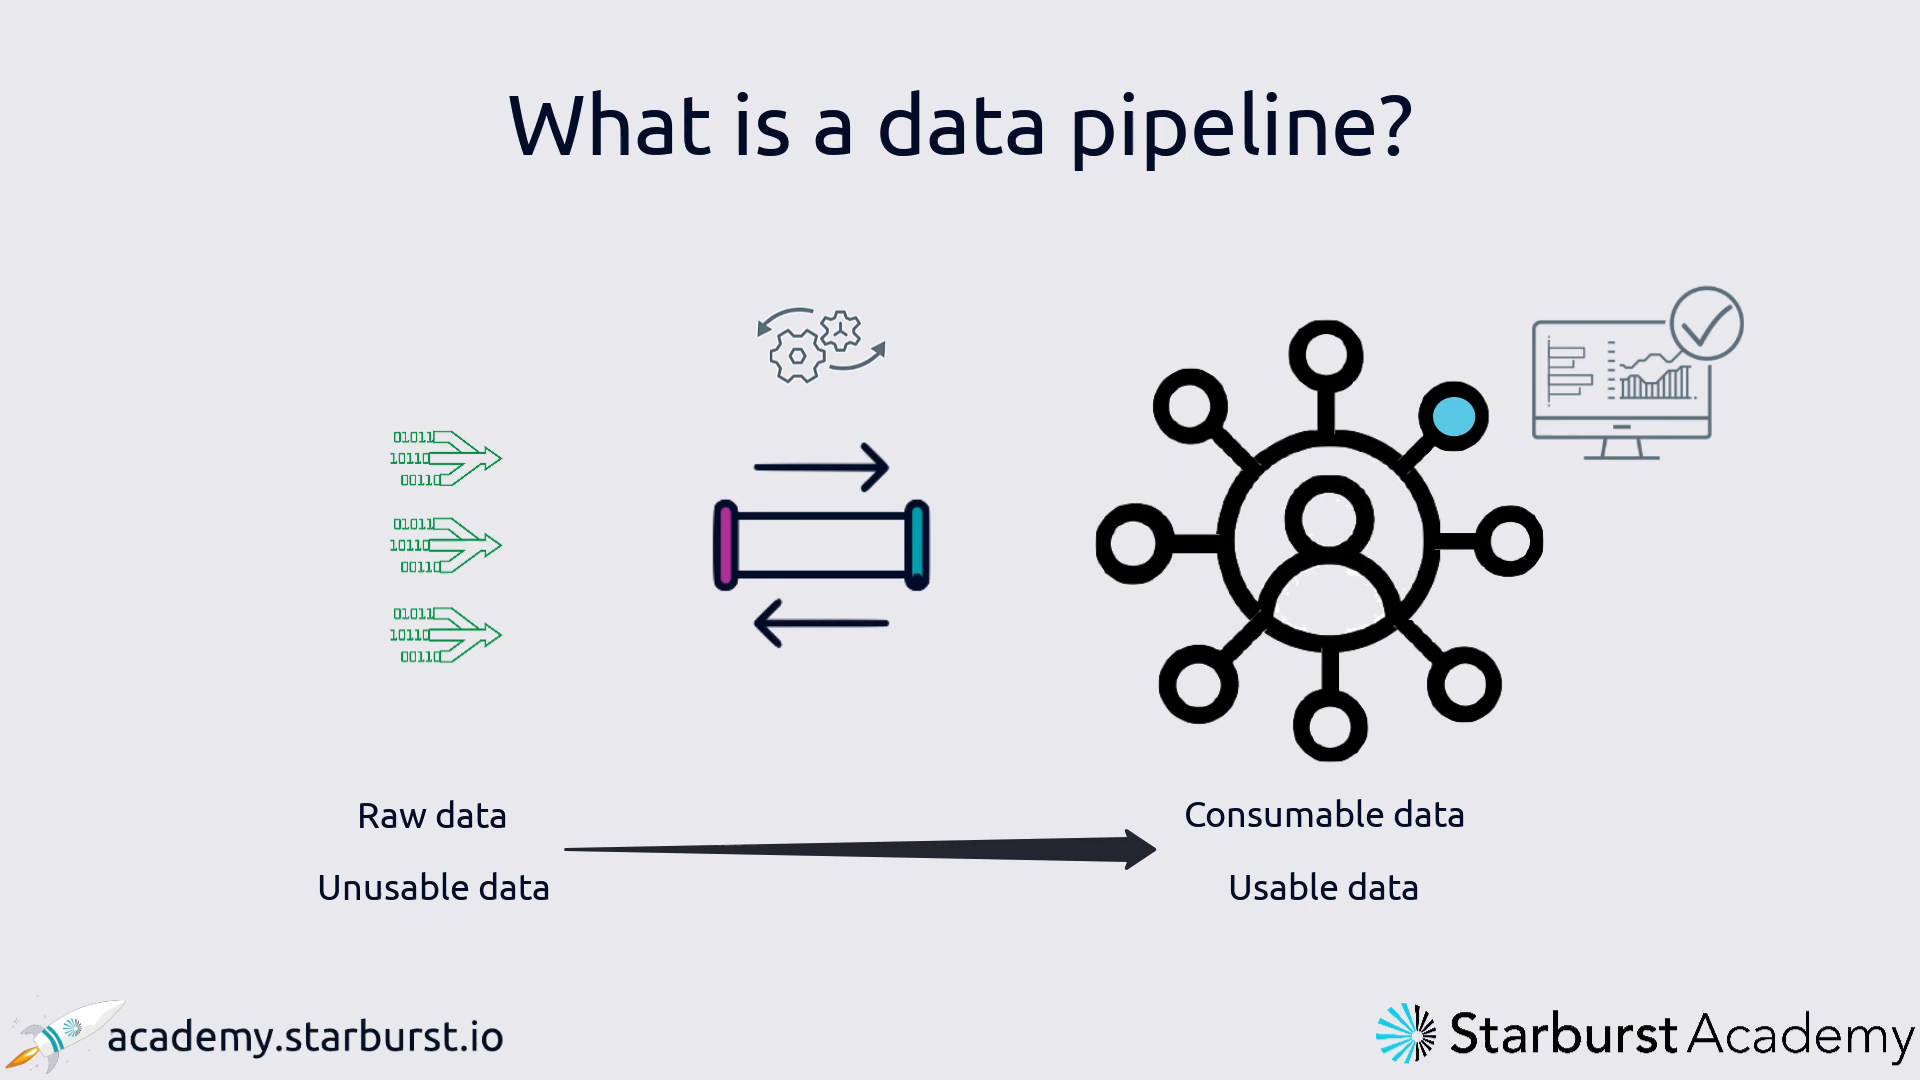 What is a data pipeline?
01011
10110
00110
01011
10110
00110
01011
10110
00110
Raw data
Consumable data
Unusable data
Usable data
academy.starburst.io
Starburst Academy